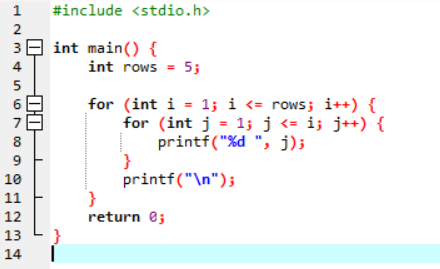 1 #include <stdio.h>
2
3 int main() {
4     int rows = 5;
5
6     for (int i = 1; i <= rows; i++) {
7         for (int j = 1; j <= i; j++) {
8             printf("%d ", j);
9         }
10         printf("\n");
11     }
12     return 0;
13 }
14